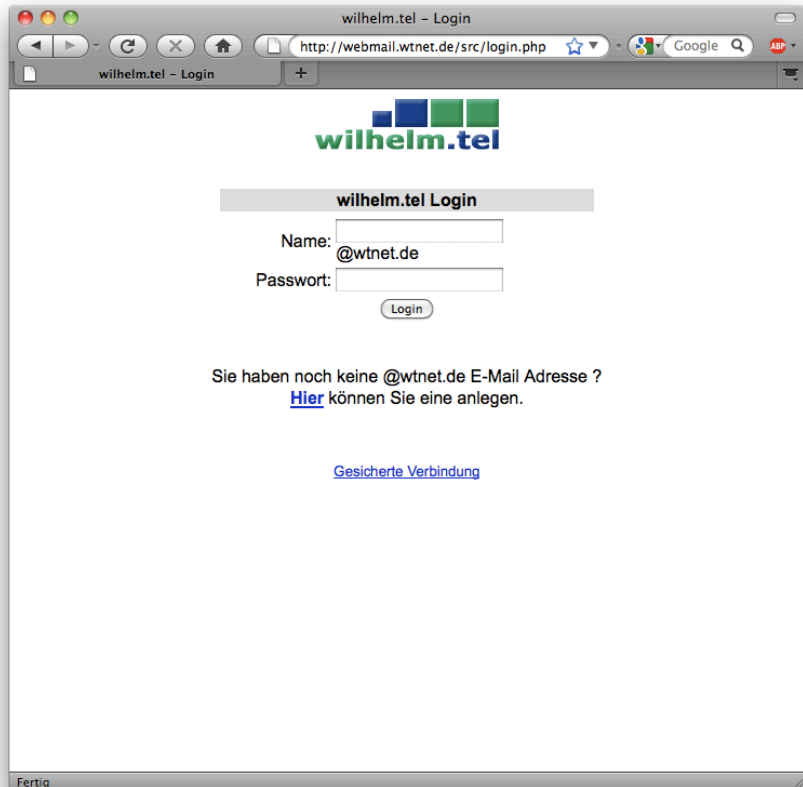 wilhelm.tel – Login
http://webmail.wtnet.de/src/login.php
Google
ABP
wilhelm.tel – Login
+
wilhelm.tel
wilhelm.tel Login
Name:
@wtnet.de
Passwort:
Login
Sie haben noch keine @wtnet.de E-Mail Adresse ?
Hier können Sie eine anlegen.
Gesicherte Verbindung
Fertig